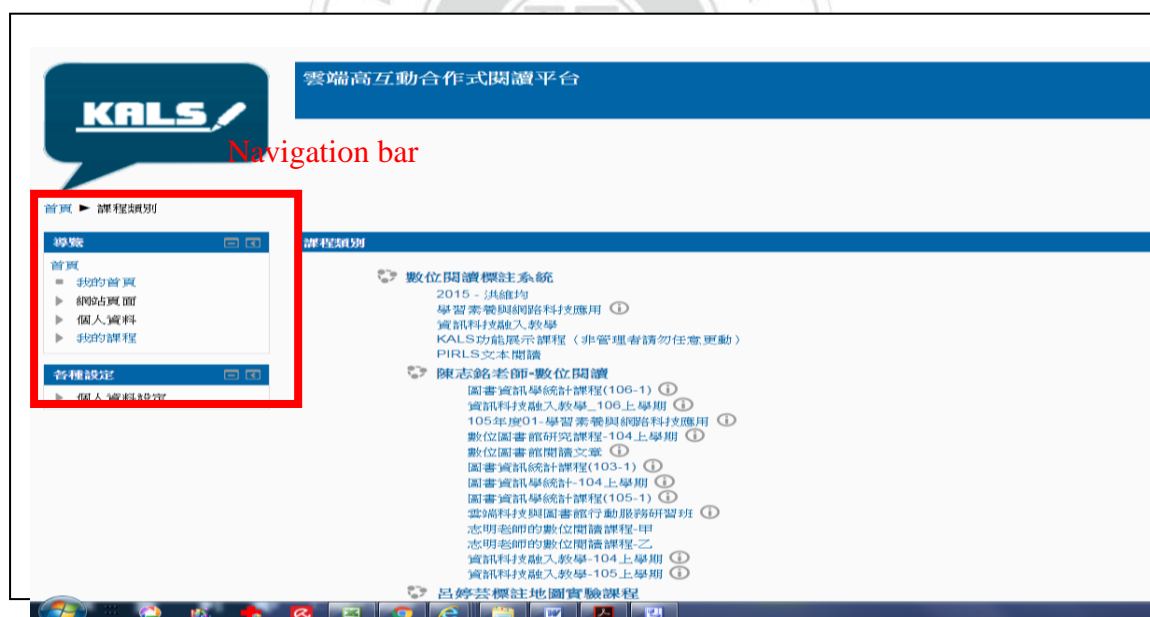 雲端高互動合作式閱讀平台
KALS
Navigation bar
首頁 ► 課程類別
導覽
首頁
我的首頁
網站頁面
個人資料
我的課程
各種設定
個人資料設定
課程類別
數位閱讀標註系統
2015 - 洪維均
學習素養與網路科技應用
資訊科技融入教學
KALS功能展示課程（非管理者請勿任意更動）
PIRLS文本閱讀
陳志銘老師-數位閱讀
圖書資訊學統計課程(106-1)
資訊科技融入教學_106上學期
105年度01-學習素養與網路科技應用
數位圖書館研究課程-104上學期
數位圖書館閱讀文章
圖書資訊統計課程(103-1)
圖書資訊學統計-104上學期
圖書資訊學統計課程(105-1)
雲端科技與圖書館行動服務研習班
志明老師的數位閱讀課程-甲
志明老師的數位閱讀課程-乙
資訊科技融入教學-104上學期
資訊科技融入教學-105上學期
呂婷芸標註地圖實驗課程